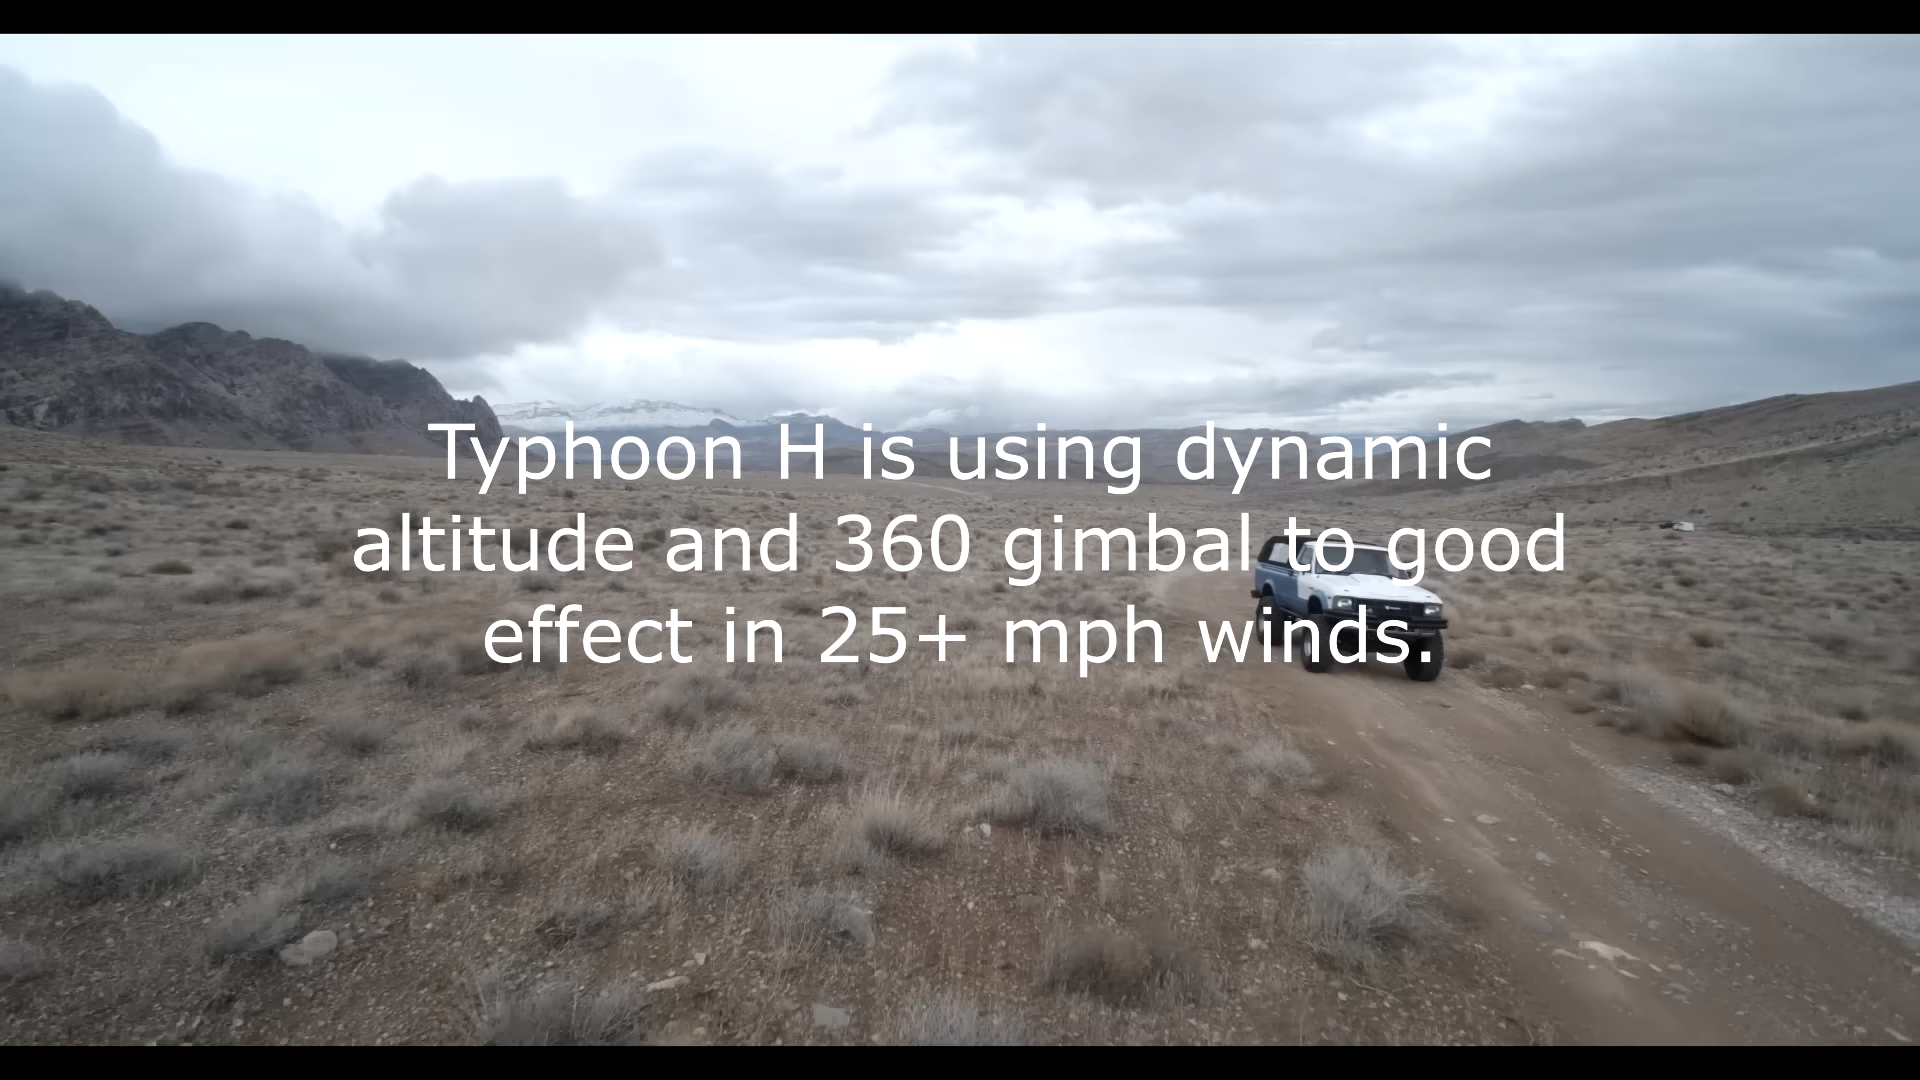 Typhoon H is using dynamic
altitude and 360 gimbal to good
effect in 25+ mph winds.